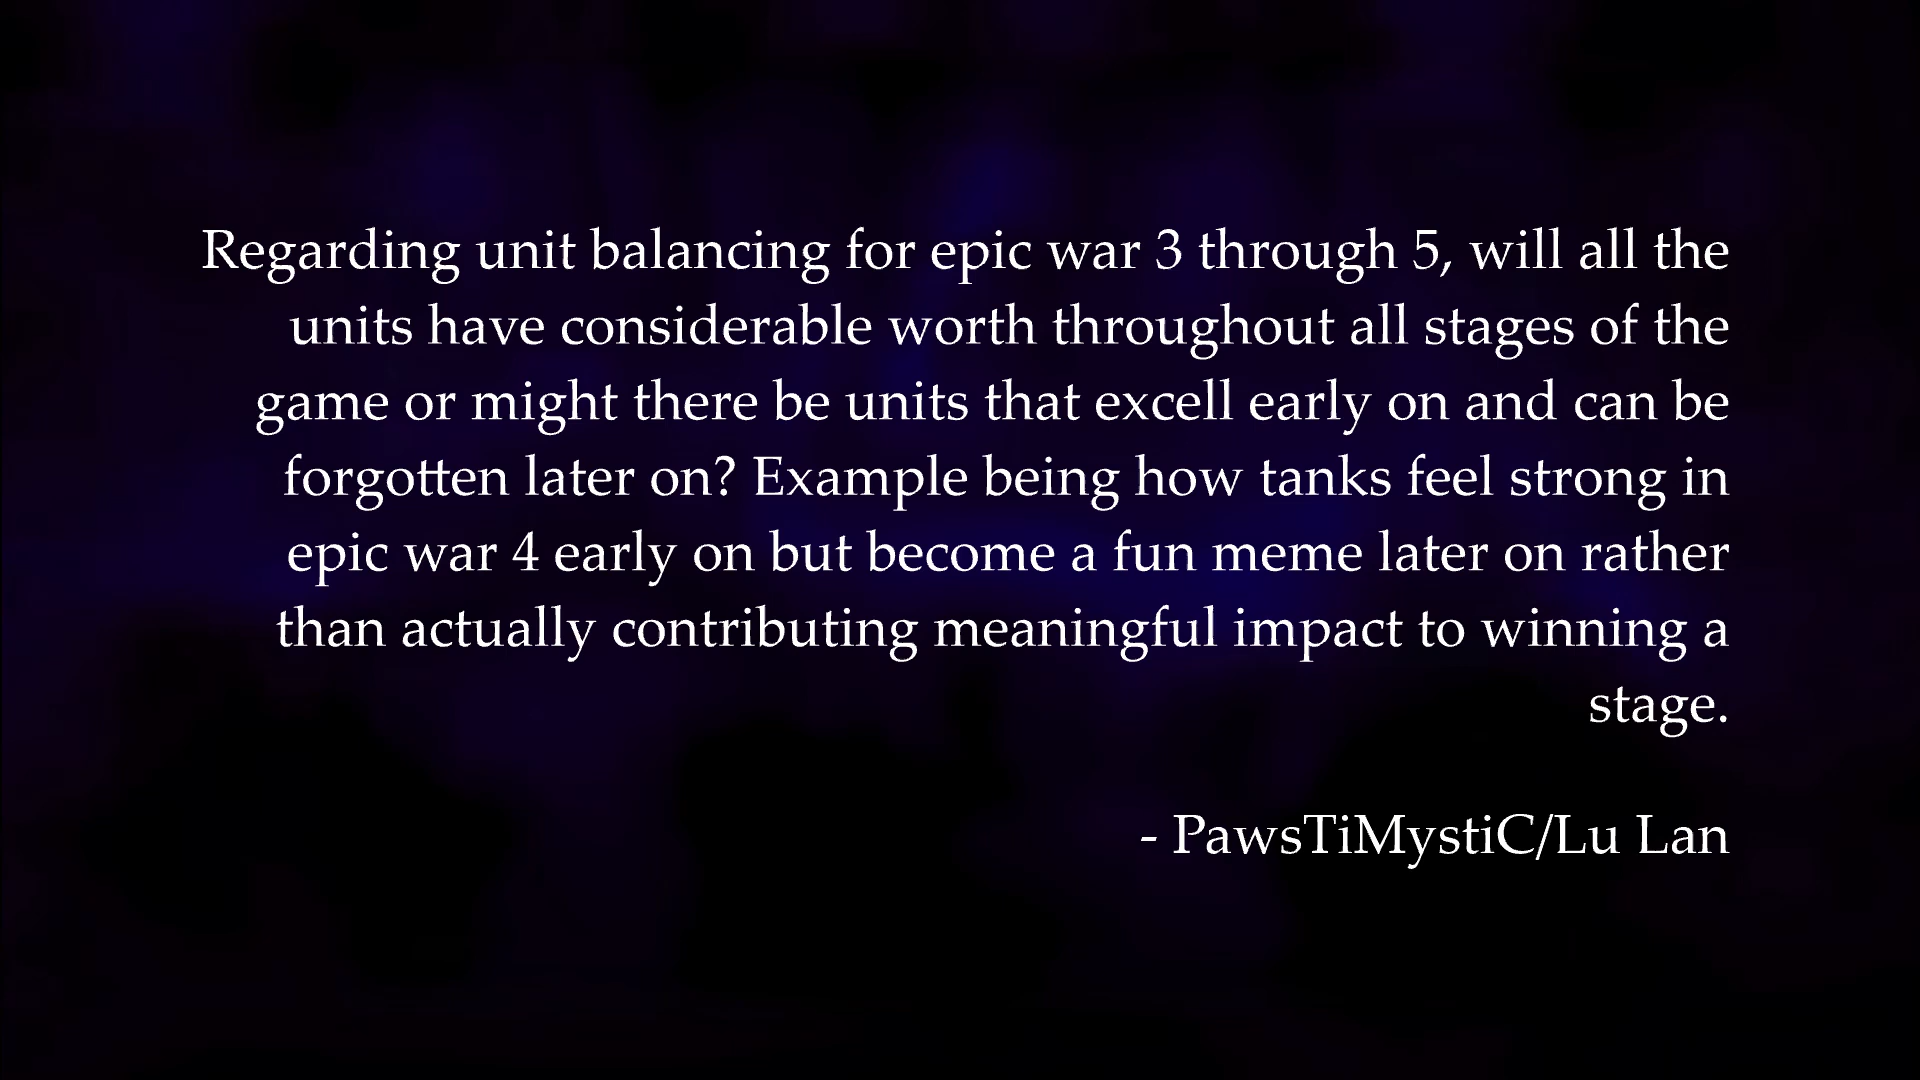 Regarding unit balancing for epic war 3 through 5, will all the
units have considerable worth throughout all stages of the
game or might there be units that excell early on and can be
forgotten later on? Example being how tanks feel strong in
epic war 4 early on but become a fun meme later on rather
than actually contributing meaningful impact to winning a
stage.
- PawsTiMystiC/Lu Lan